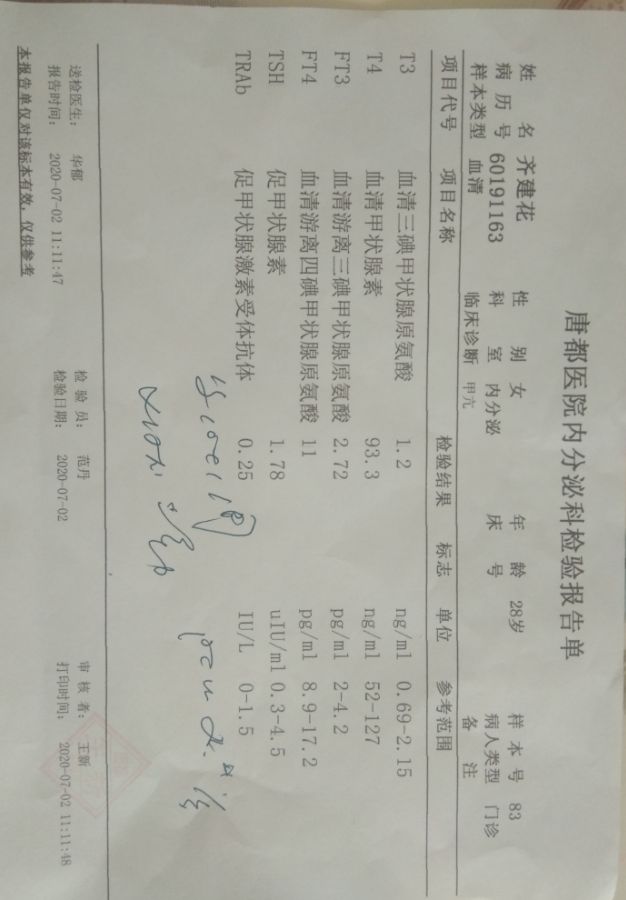 唐都医院内分泌科检验报告单
姓 名 齐建花 性 别 女 年 龄 28岁 样 本 号 83
病 历 号 60191163 科 室 内分泌 床 号 病人类型 门诊
样本类型 血清 临床诊断 甲亢 备 注
项目代号 项目名称 检验结果 标志 单位 参考范围
T3 血清三碘甲状腺原氨酸 1.2 ng/ml 0.69-2.15
T4 血清甲状腺素 93.3 ng/ml 52-127
FT3 血清游离三碘甲状腺原氨酸 2.72 pg/ml 2-4.2
FT4 血清游离四碘甲状腺原氨酸 11 pg/ml 8.9-17.2
TSH 促甲状腺素 1.78 uIU/ml 0.3-4.5
TRAb 促甲状腺激素受体抗体 0.25 IU/L 0-1.5
送检医生: 华郁 检 验 员: 范丹 审 核 者: 王新
报告时间: 2020-07-02 11:11:47 检验日期: 2020-07-02 打印时间: 2020-07-02 11:11:48
本报告单仅对该标本有效，仅供参考